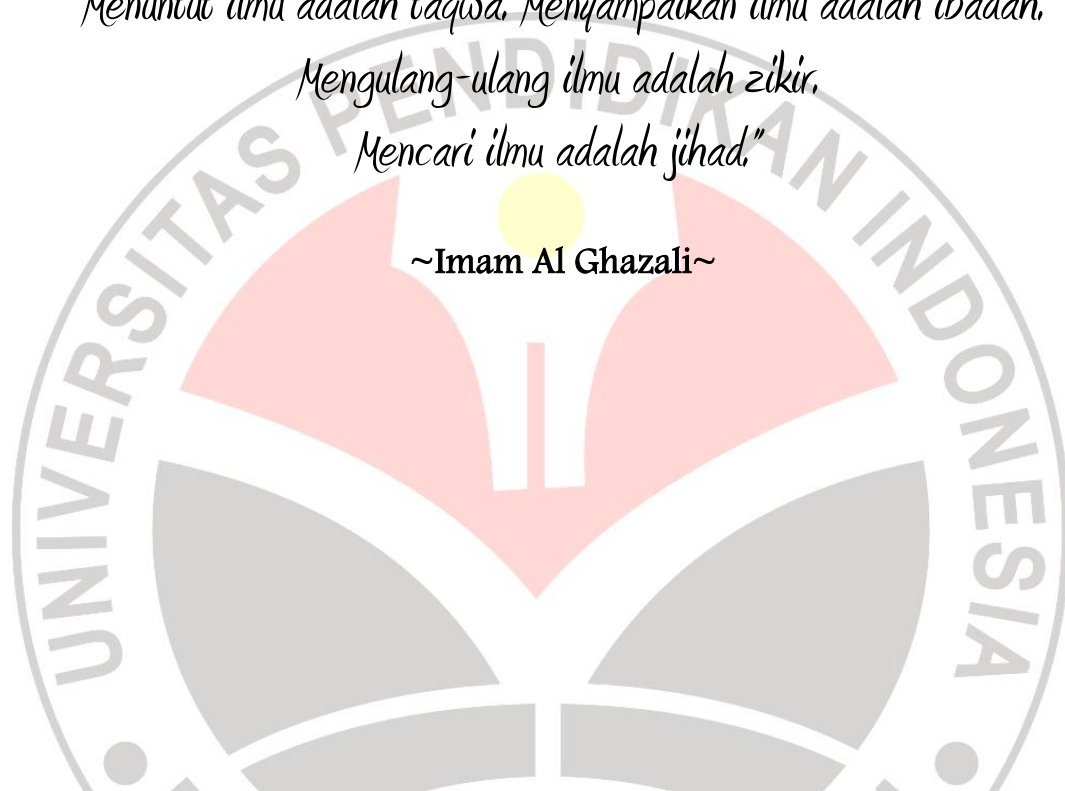 Menuntut ilmu adalah taqwa. Menyampaikan ilmu adalah ibadah.
Mengulang-ulang ilmu adalah zikir.
Mencari ilmu adalah jihad."
~Imam Al Ghazali~
UNIVERSITAS PENDIDIKAN INDONESIA